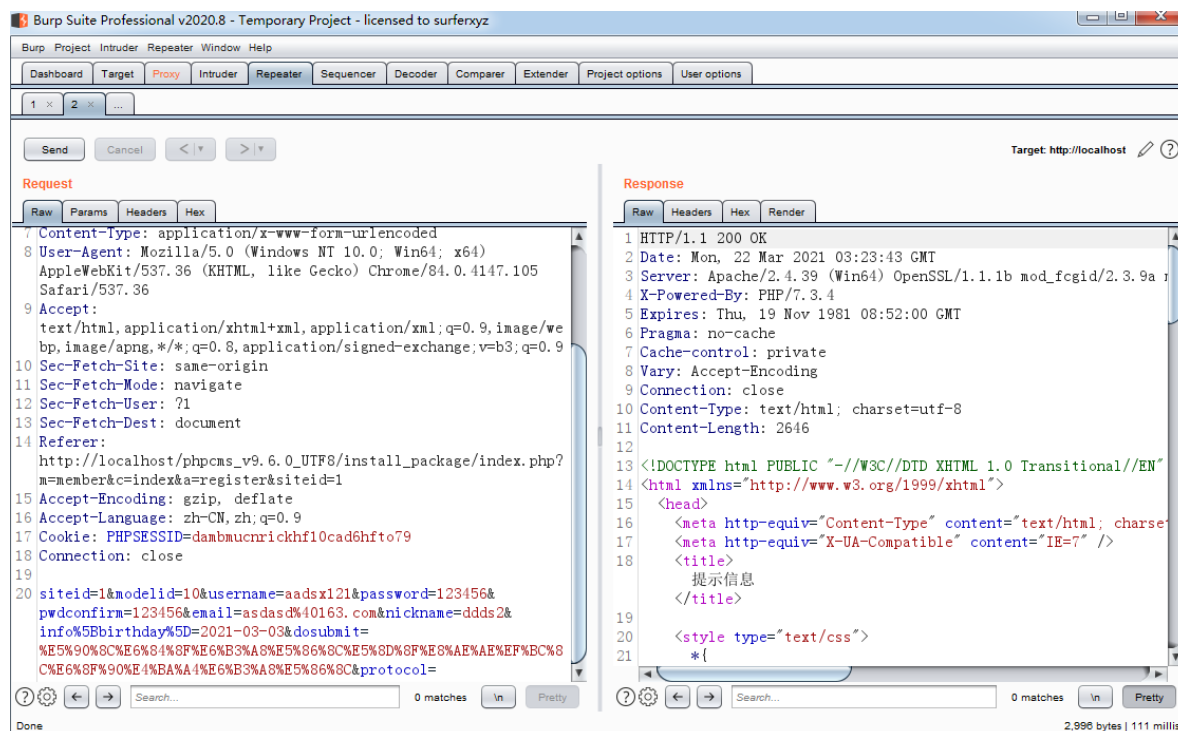 Burp Suite Professional v2020.8 - Temporary Project - licensed to surferxyz
Burp Project Intruder Repeater Window Help
Dashboard Target Proxy Intruder Repeater Sequencer Decoder Comparer Extender Project options User options
1 × 2 × ...
Send Cancel < > Target: http://localhost
Request
Raw Params Headers Hex
7 Content-Type: application/x-www-form-urlencoded
8 User-Agent: Mozilla/5.0 (Windows NT 10.0; Win64; x64)
AppleWebKit/537.36 (KHTML, like Gecko) Chrome/84.0.4147.105
Safari/537.36
9 Accept:
text/html,application/xhtml+xml,application/xml;q=0.9,image/we
bp,image/apng,*/*;q=0.8,application/signed-exchange;v=b3;q=0.9
10 Sec-Fetch-Site: same-origin
11 Sec-Fetch-Mode: navigate
12 Sec-Fetch-User: ?1
13 Sec-Fetch-Dest: document
14 Referer:
http://localhost/phpcms_v9.6.0_UTF8/install_package/index.php?
m=member&c=index&a=register&siteid=1
15 Accept-Encoding: gzip, deflate
16 Accept-Language: zh-CN,zh;q=0.9
17 Cookie: PHPSESSID=dambmucnrickhf10cad6hfto79
18 Connection: close
19
20 siteid=1&modelid=10&username=aadsx121&password=123456&
pwdconfirm=123456&email=asdasd%40163.com&nickname=ddds2&
info%5Bbirthday%5D=2021-03-03&dosubmit=
%E5%90%8C%E6%84%8F%E6%B3%A8%E5%86%8C%E5%8D%8F%E8%AE%AE%EF%BC%8
C%E6%8F%90%E4%BA%A4%E6%B3%A8%E5%86%8C&protocol=
Search... 0 matches \n Pretty
Response
Raw Headers Hex Render
1 HTTP/1.1 200 OK
2 Date: Mon, 22 Mar 2021 03:23:43 GMT
3 Server: Apache/2.4.39 (Win64) OpenSSL/1.1.1b mod_fcgid/2.3.9a
4 X-Powered-By: PHP/7.3.4
5 Expires: Thu, 19 Nov 1981 08:52:00 GMT
6 Pragma: no-cache
7 Cache-control: private
8 Vary: Accept-Encoding
9 Connection: close
10 Content-Type: text/html; charset=utf-8
11 Content-Length: 2646
12
13 <!DOCTYPE html PUBLIC "-//W3C//DTD XHTML 1.0 Transitional//EN"
14 <html xmlns="http://www.w3.org/1999/xhtml">
15 <head>
16 <meta http-equiv="Content-Type" content="text/html; charse
17 <meta http-equiv="X-UA-Compatible" content="IE=7" />
18 <title>
提示信息
</title>
19
20 <style type="text/css">
21 *{
Search... 0 matches \n Pretty
Done 2,996 bytes | 111 millis